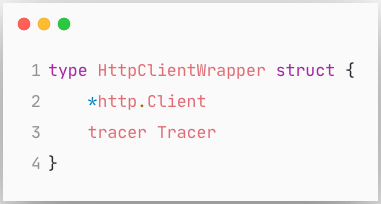 1 type HttpClientWrapper struct {
2     *http.Client
3     tracer Tracer
4 }